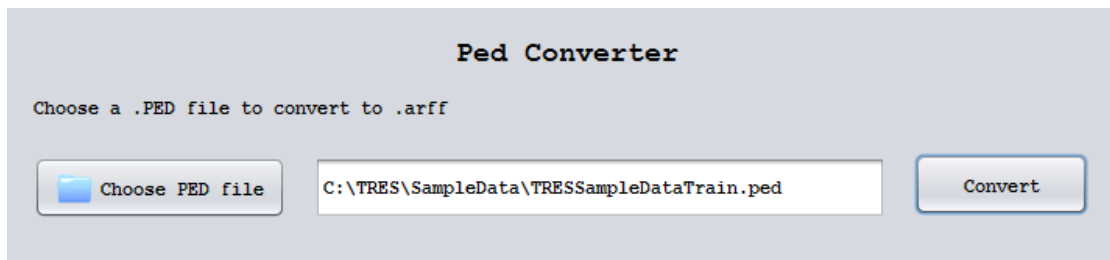 Ped Converter
Choose a .PED file to convert to .arff
Choose PED file
C:\TRES\SampleData\TRESSampleDataTrain.ped
Convert